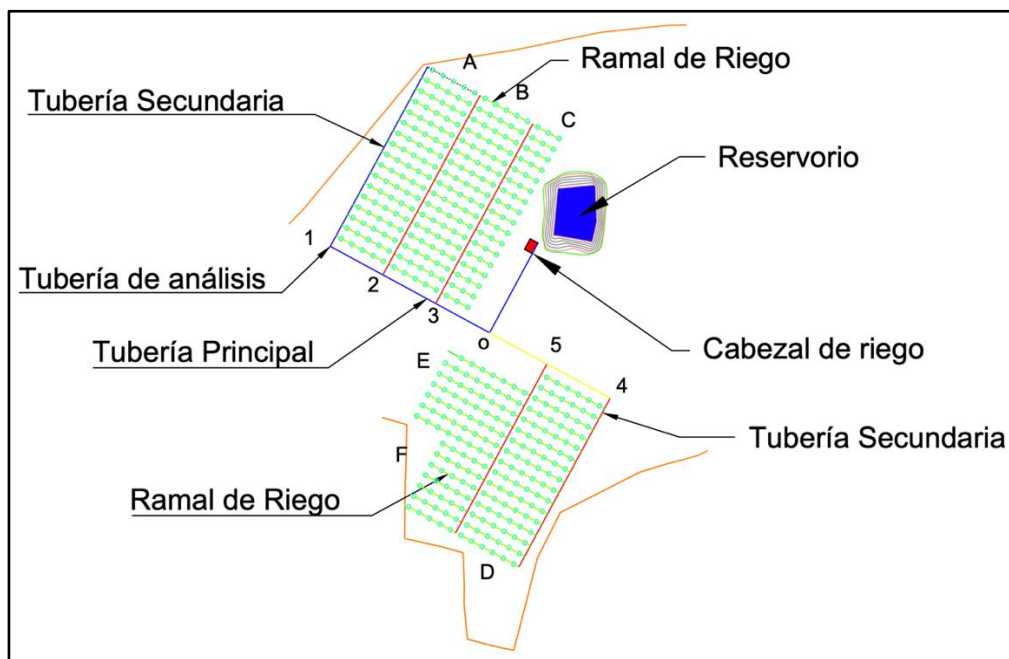 A
Ramal de Riego
B
Tubería Secundaria
C
Reservorio
1
Tubería de análisis
2
3
Tubería Principal
o
5
Cabezal de riego
E
4
Tubería Secundaria
F
Ramal de Riego
D